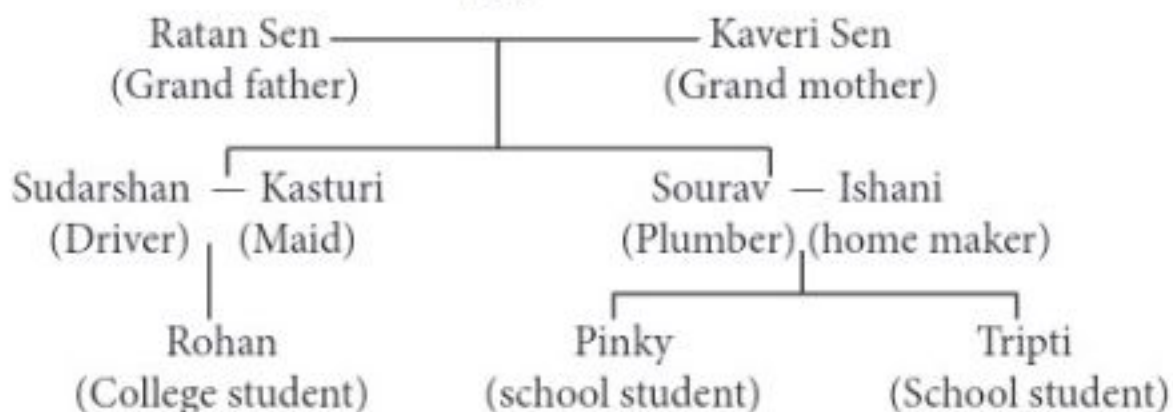 Ratan Sen Kaveri Sen
(Grand father) (Grand mother)
Sudarshan — Kasturi Sourav — Ishani
(Driver) (Maid) (Plumber) (home maker)
Rohan Pinky Tripti
(College student) (school student) (School student)